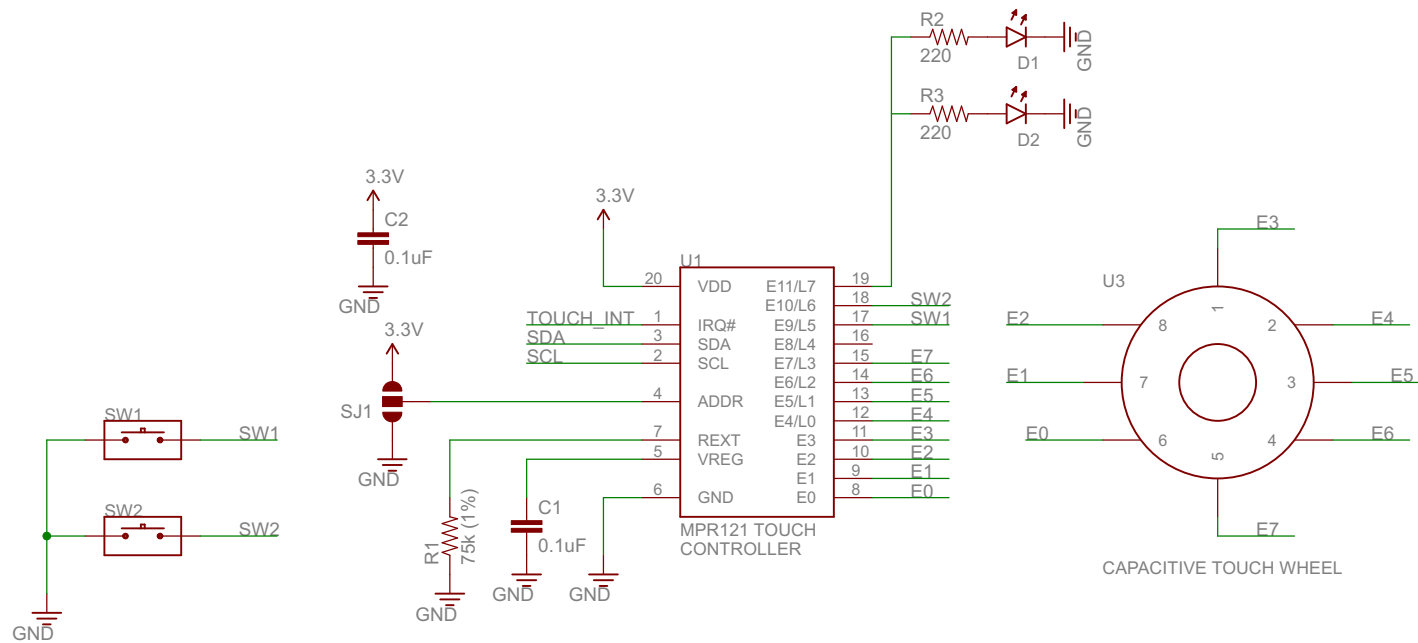 R2
220
D1
GND
R3
220
D2
GND
3.3V
C2
0.1uF
GND
3.3V
U1
20 VDD
TOUCH_INT 1 IRQ#
SDA 3 SDA
SCL 2 SCL
4 ADDR
7 REXT
5 VREG
6 GND
E11/L7 19
E10/L6 18 SW2
E9/L5 17 SW1
E8/L4 16
E7/L3 15 E7
E6/L2 14 E6
E5/L1 13 E5
E4/L0 12 E4
E3 11 E3
E2 10 E2
E1 9 E1
E0 8 E0
MPR121 TOUCH
CONTROLLER
3.3V
SJ1
GND
R1
75k (1%)
GND
C1
0.1uF
GND
GND
SW1
SW1
SW2
SW2
GND
U3
E3
E2
E4
E1
E5
E0
E6
E7
1
8 2
7 3
6 4
5
CAPACITIVE TOUCH WHEEL